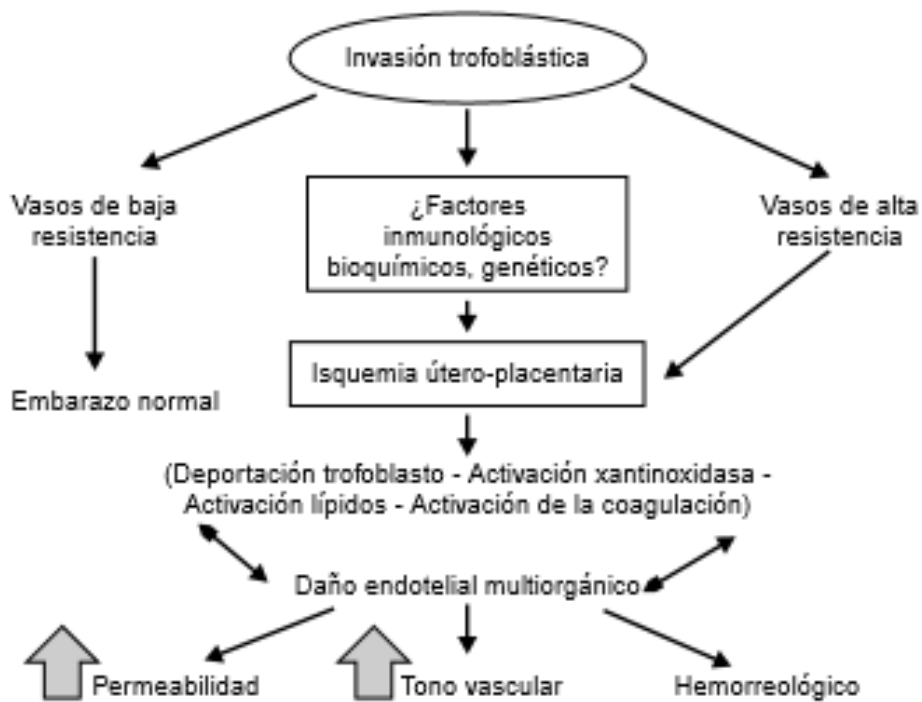 Invasión trofoblástica
Vasos de baja
resistencia
¿Factores
inmunológicos
bioquímicos, genéticos?
Vasos de alta
resistencia
Isquemia útero-placentaria
Embarazo normal
(Deportación trofoblasto - Activación xantinoxidasa -
Activación lípidos - Activación de la coagulación)
Daño endotelial multiorgánico
Permeabilidad
Tono vascular
Hemorreológico